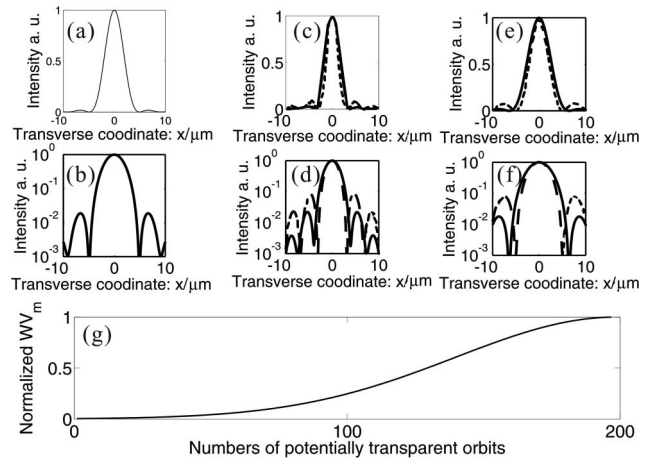 (a)
Intensity a. u.
1
0.5
0
-10 0 10
Transverse coodinate: x/μm
(c)
Intensity a. u.
1
0.5
0
-10 0 10
Transverse coodinate: x/μm
(e)
Intensity a. u.
1
0.5
0
-10 0 10
Transverse coodinate: x/μm
(b)
Intensity a. u.
10^0
10^-1
10^-2
10^-3
-10 0 10
Transverse coodinate: x/μm
(d)
Intensity a. u.
10^0
10^-1
10^-2
10^-3
-10 0 10
Transverse coodinate: x/μm
(f)
Intensity a. u.
10^0
10^-1
10^-2
10^-3
-10 0 10
Transverse coodinate: x/μm
(g)
Normalized WV_m
1
0.5
0
0 100 200
Numbers of potentially transparent orbits